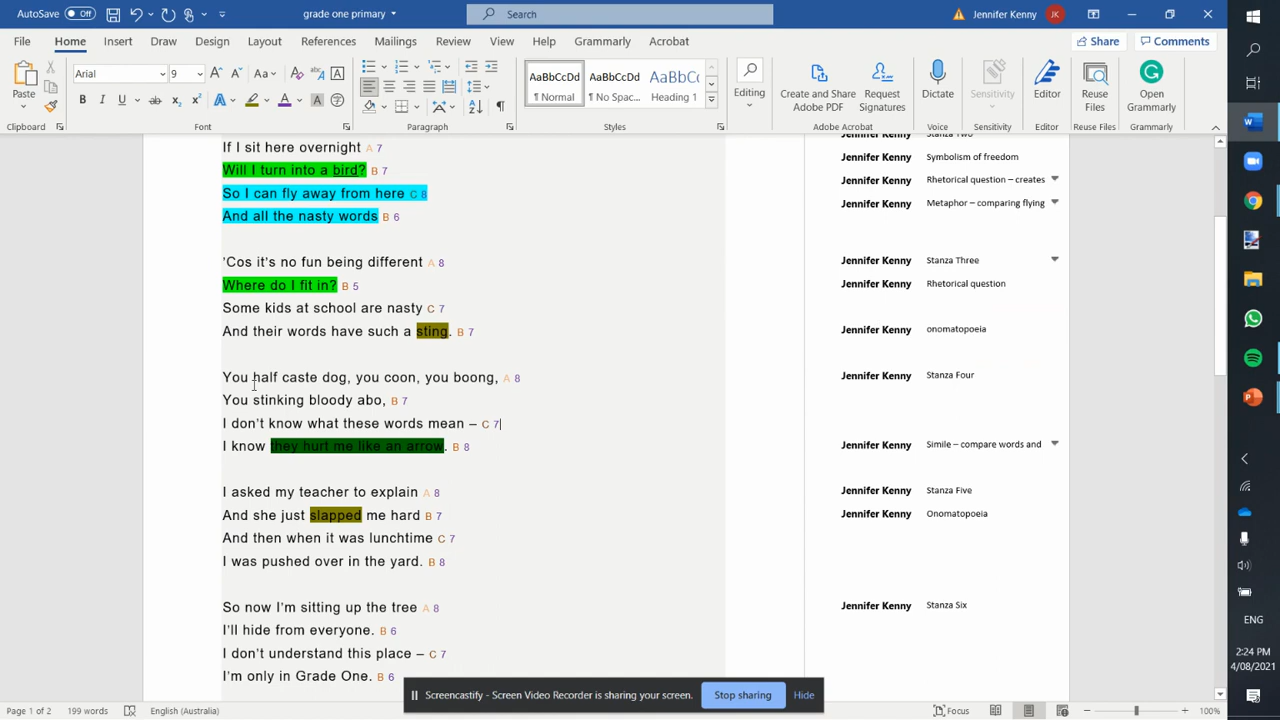 AutoSave Off
grade one primary
Search
Jennifer Kenny JK
File Home Insert Draw Design Layout References Mailings Review View Help Grammarly Acrobat
Share Comments
Paste
Arial 9
AaBbCcDd AaBbCcDd AaBbCc
¶ Normal ¶ No Spac... Heading 1
Editing
Create and Share Adobe PDF
Request Signatures
Dictate
Sensitivity
Editor
Reuse Files
Open Grammarly
Clipboard Font Paragraph Styles Adobe Acrobat Voice Sensitivity Editor Reuse Files Grammarly
Jennifer Kenny Stanza Two
If I sit here overnight A 7
Jennifer Kenny Symbolism of freedom
Will I turn into a bird? B 7
Jennifer Kenny Rhetorical question – creates
So I can fly away from here C 8
Jennifer Kenny Metaphor – comparing flying
And all the nasty words B 6
'Cos it's no fun being different A 8
Jennifer Kenny Stanza Three
Where do I fit in? B 5
Jennifer Kenny Rhetorical question
Some kids at school are nasty C 7
And their words have such a sting. B 7
Jennifer Kenny onomatopoeia
You half caste dog, you coon, you boong, A 8
Jennifer Kenny Stanza Four
You stinking bloody abo, B 7
I don't know what these words mean – C 7
I know they hurt me like an arrow. B 8
Jennifer Kenny Simile – compare words and
I asked my teacher to explain A 8
Jennifer Kenny Stanza Five
And she just slapped me hard B 7
Jennifer Kenny Onomatopoeia
And then when it was lunchtime C 7
I was pushed over in the yard. B 8
So now I'm sitting up the tree A 8
Jennifer Kenny Stanza Six
I'll hide from everyone. B 6
I don't understand this place – C 7
I'm only in Grade One. B 6
Screencastify - Screen Video Recorder is sharing your screen. Stop sharing Hide
Page 1 of 2 199 words English (Australia)
Focus 100%
ENG
2:24 PM
4/08/2021